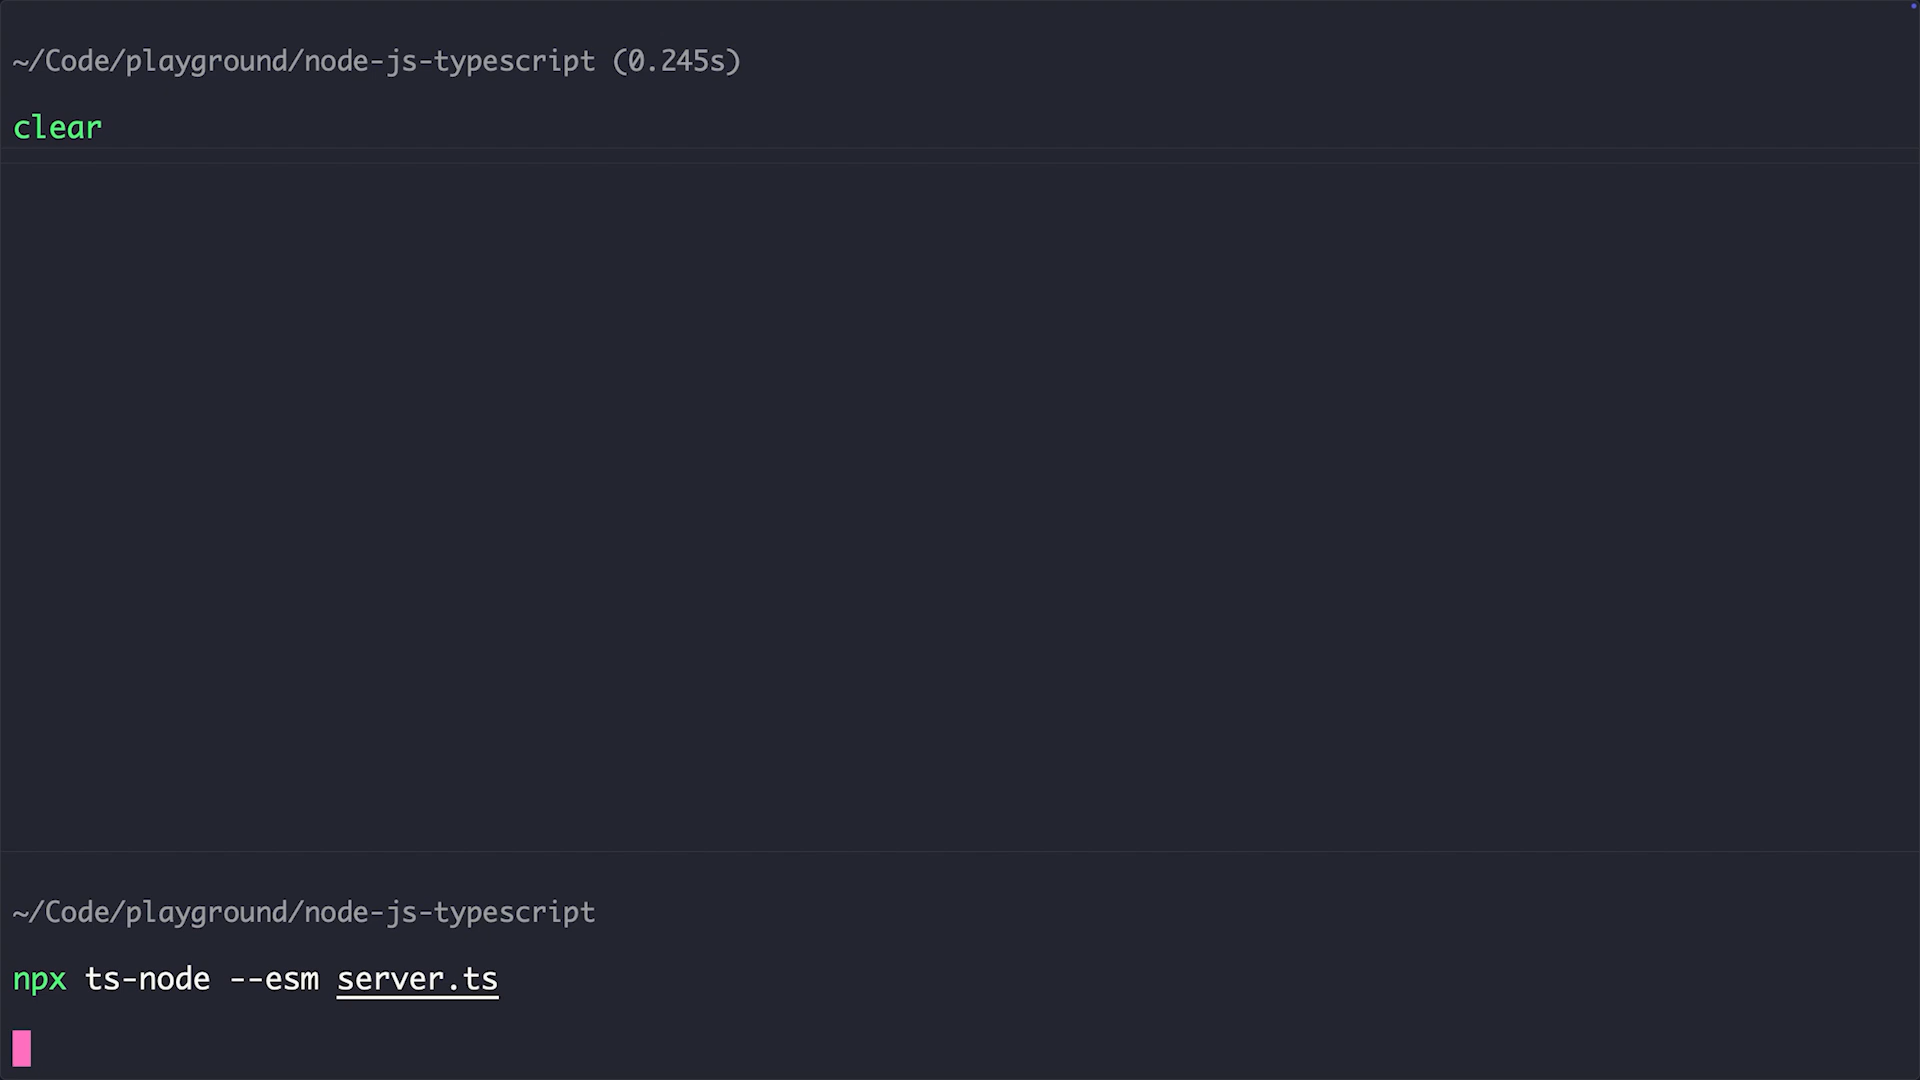 ~/Code/playground/node-js-typescript (0.245s)
clear
~/Code/playground/node-js-typescript
npx ts-node --esm server.ts